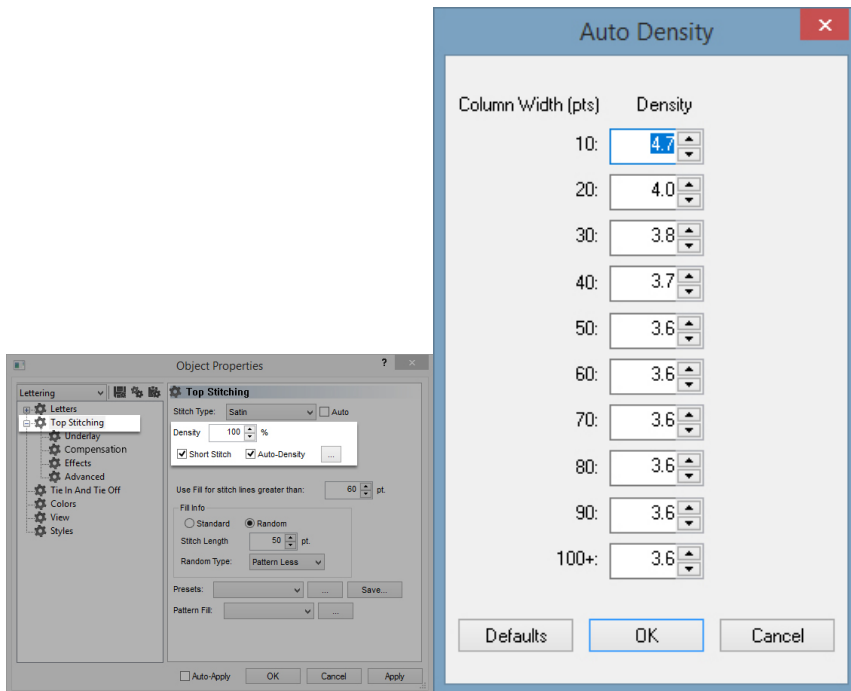 Object Properties
?
Lettering
Letters
Top Stitching
Underlay
Compensation
Effects
Advanced
Tie In And Tie Off
Colors
View
Styles
Top Stitching
Stitch Type: Satin Auto
Density 100 %
Short Stitch Auto-Density ...
Use Fill for stitch lines greater than: 60 pt.
Fill Info
Standard Random
Stitch Length 50 pt.
Random Type: Pattern Less
Presets: ... Save...
Pattern Fill: ...
Auto-Apply OK Cancel Apply
Auto Density
Column Width (pts) Density
10: 4.7
20: 4.0
30: 3.8
40: 3.7
50: 3.6
60: 3.6
70: 3.6
80: 3.6
90: 3.6
100+: 3.6
Defaults OK Cancel